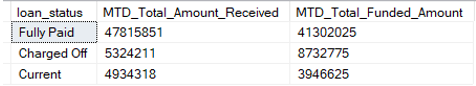 loan_status MTD_Total_Amount_Received MTD_Total_Funded_Amount
Fully Paid 47815851 41302025
Charged Off 5324211 8732775
Current 4934318 3946625